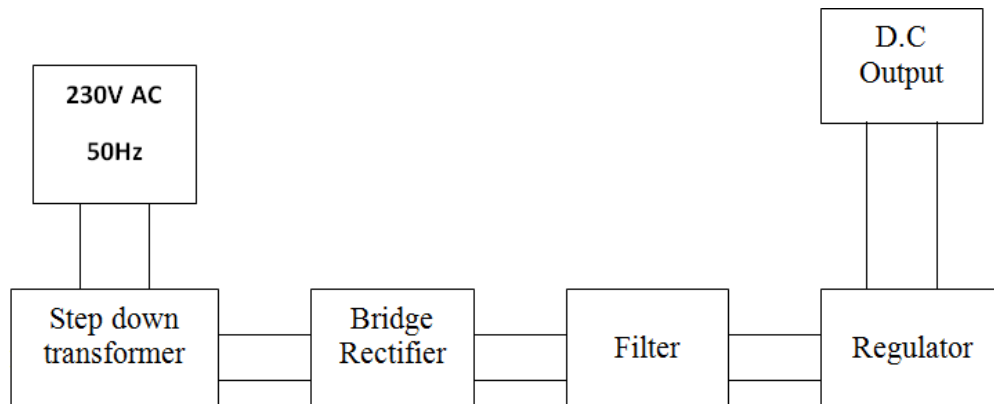 230V AC
50Hz
Step down
transformer
Bridge
Rectifier
Filter
Regulator
D.C
Output